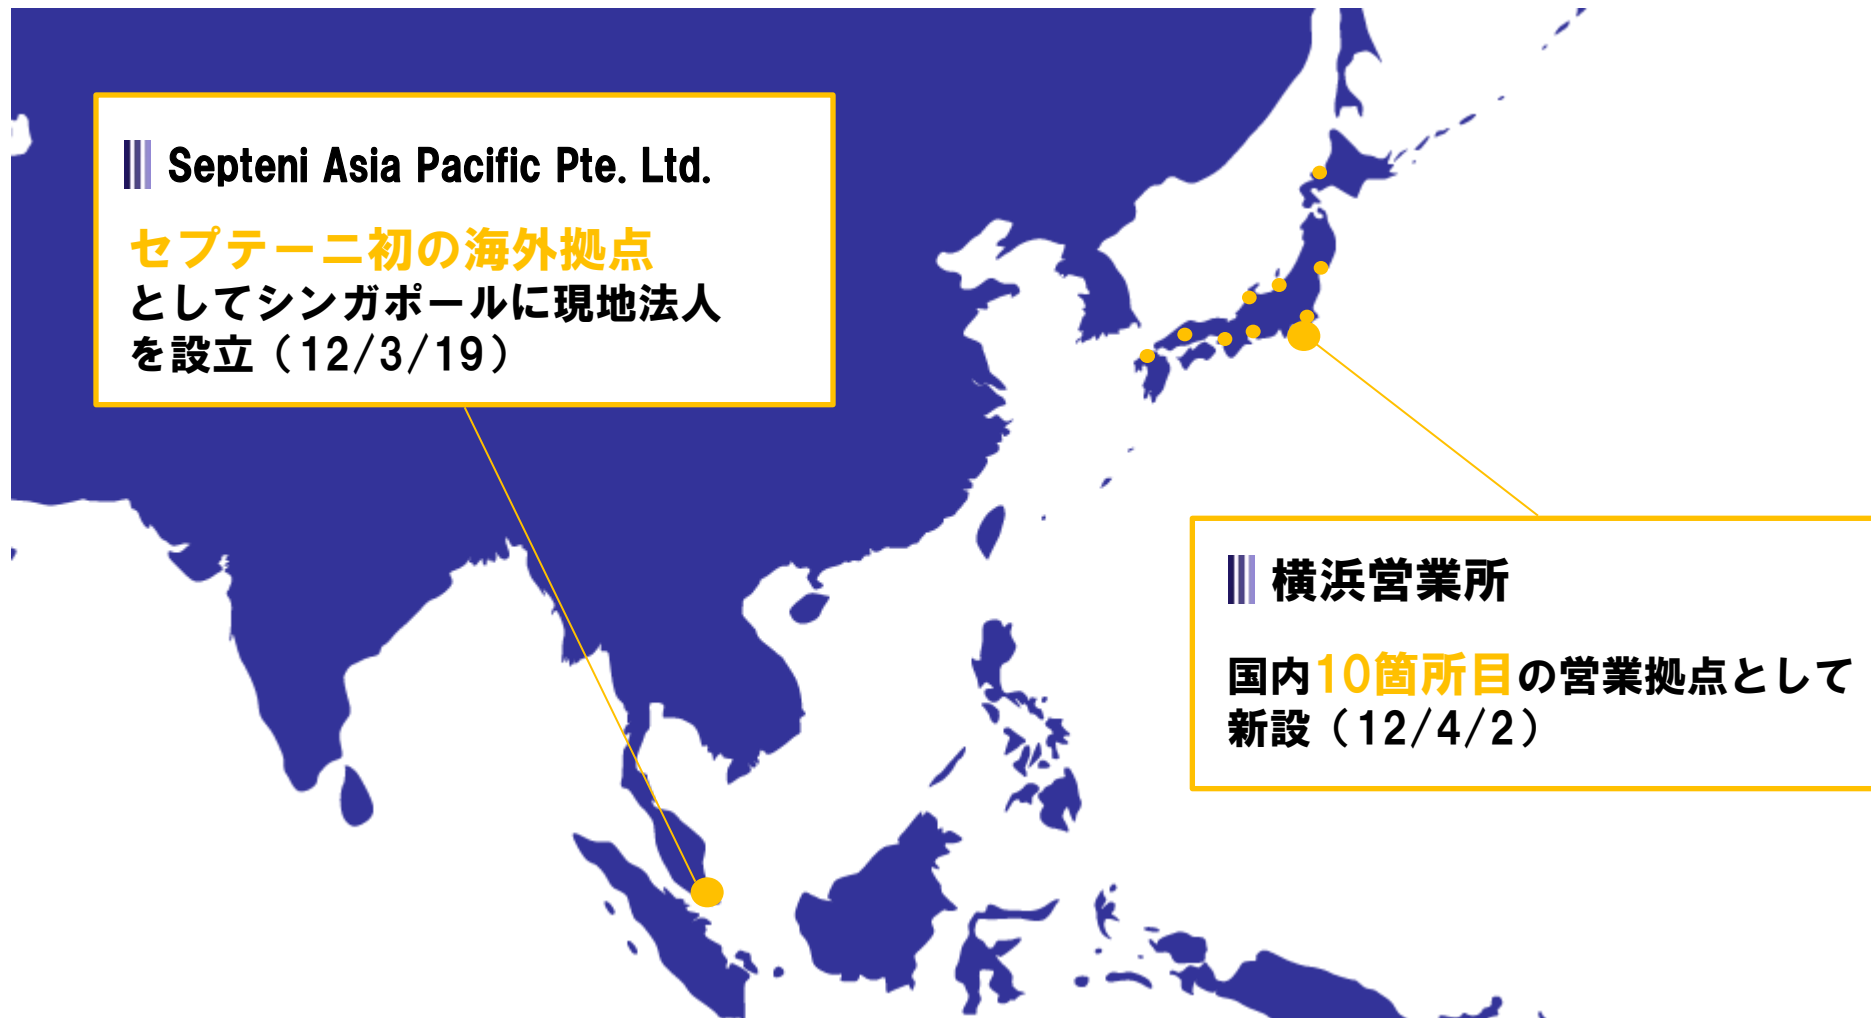 Septeni Asia Pacific Pte. Ltd.
セプテーニ初の海外拠点
としてシンガポールに現地法人
を設立（12/3/19）
横浜営業所
国内10箇所目の営業拠点として
新設（12/4/2）